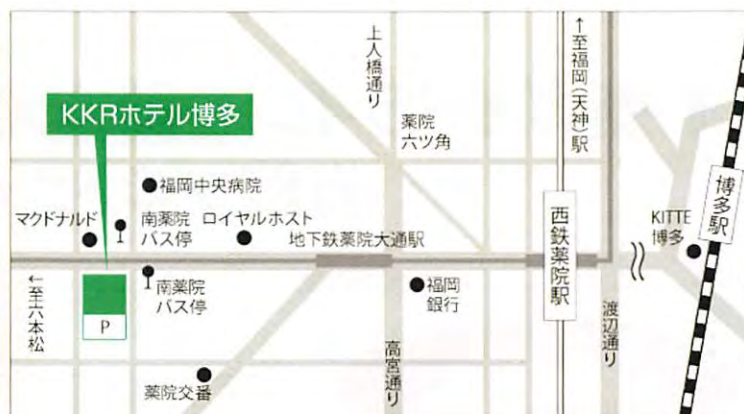 KKRホテル博多
上人橋通り
↑至福岡(天神)駅
薬院
六ツ角
福岡中央病院
マクドナルド
南薬院
バス停
ロイヤルホスト
地下鉄薬院大通駅
西鉄薬院駅
KITTE
博多
博多駅
←至六本松
P
南薬院
バス停
福岡
銀行
渡辺通り
高宮通り
薬院交番